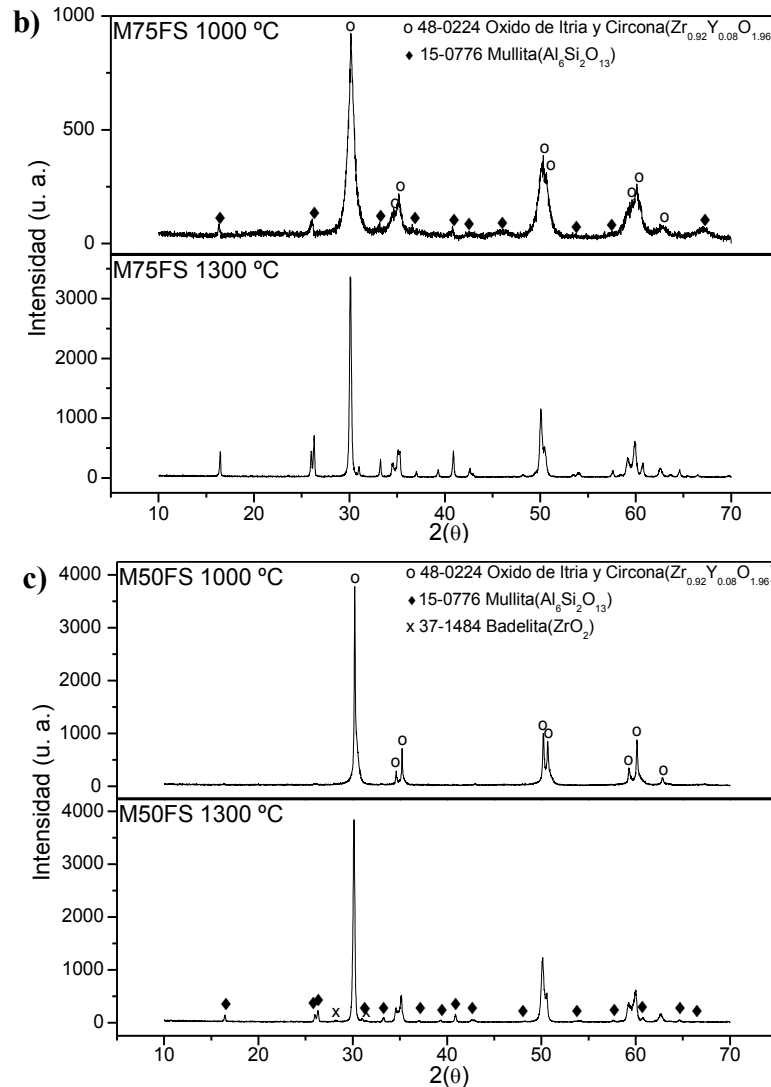 b)
M75FS 1000 ºC
o 48-0224 Oxido de Itria y Circona(Zr0.92Y0.08O1.96
♦ 15-0776 Mullita(Al6Si2O13)
1000
500
0
M75FS 1300 ºC
3000
2000
1000
0
Intensidad (u. a.)
10 20 30 40 50 60 70
2(θ)
c)
M50FS 1000 ºC
o 48-0224 Oxido de Itria y Circona(Zr0.92Y0.08O1.96
♦ 15-0776 Mullita(Al6Si2O13)
x 37-1484 Badelita(ZrO2)
4000
3000
2000
1000
0
M50FS 1300 ºC
4000
3000
2000
1000
0
Intensidad (u. a.)
10 20 30 40 50 60 70
2(θ)